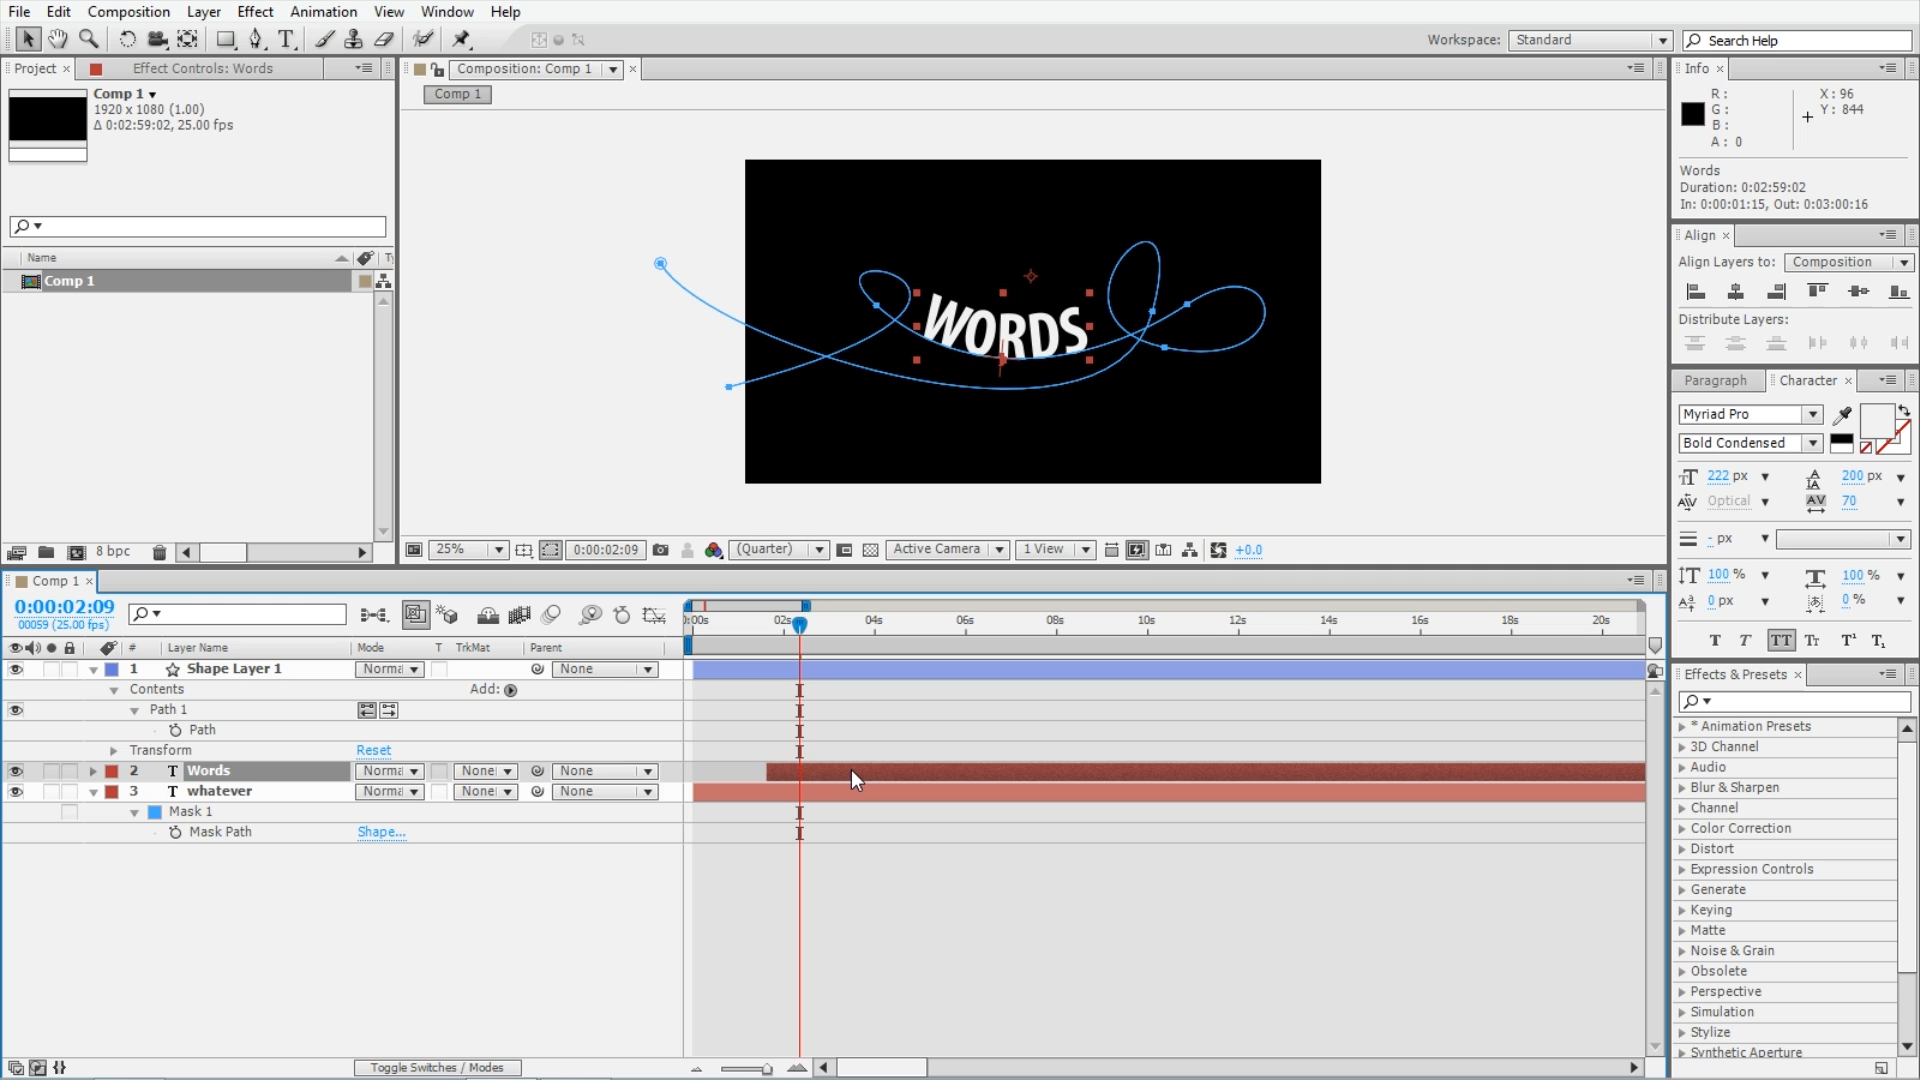 File Edit Composition Layer Effect Animation View Window Help
Workspace: Standard Search Help
Project × Effect Controls: Words
Comp 1
1920 x 1080 (1.00)
Δ 0:02:59:02, 25.00 fps
Name
Comp 1
8 bpc
Composition: Comp 1 ×
Comp 1
WORDS
25% 0:00:02:09 (Quarter) Active Camera 1 View +0.0
Info ×
R:
G:
B:
A: 0
X: 96
Y: 844
Words
Duration: 0:02:59:02
In: 0:00:01:15, Out: 0:03:00:16
Align ×
Align Layers to: Composition
Distribute Layers:
Paragraph Character ×
Myriad Pro
Bold Condensed
222 px 200 px
Optical 70
- px
100 % 100 %
0 px 0 %
T T TT Tt T¹ T₁
Effects & Presets ×
* Animation Presets
3D Channel
Audio
Blur & Sharpen
Channel
Color Correction
Distort
Expression Controls
Generate
Keying
Matte
Noise & Grain
Obsolete
Perspective
Simulation
Stylize
Synthetic Aperture
Comp 1 ×
0:00:02:09
00059 (25.00 fps)
02s 04s 06s 08s 10s 12s 14s 16s 18s 20s
# Layer Name Mode T TrkMat Parent
1 Shape Layer 1 Norma None
Contents Add:
Path 1
Path
Transform Reset
2 T Words Norma None None
3 T whatever Norma None None
Mask 1
Mask Path Shape...
Toggle Switches / Modes